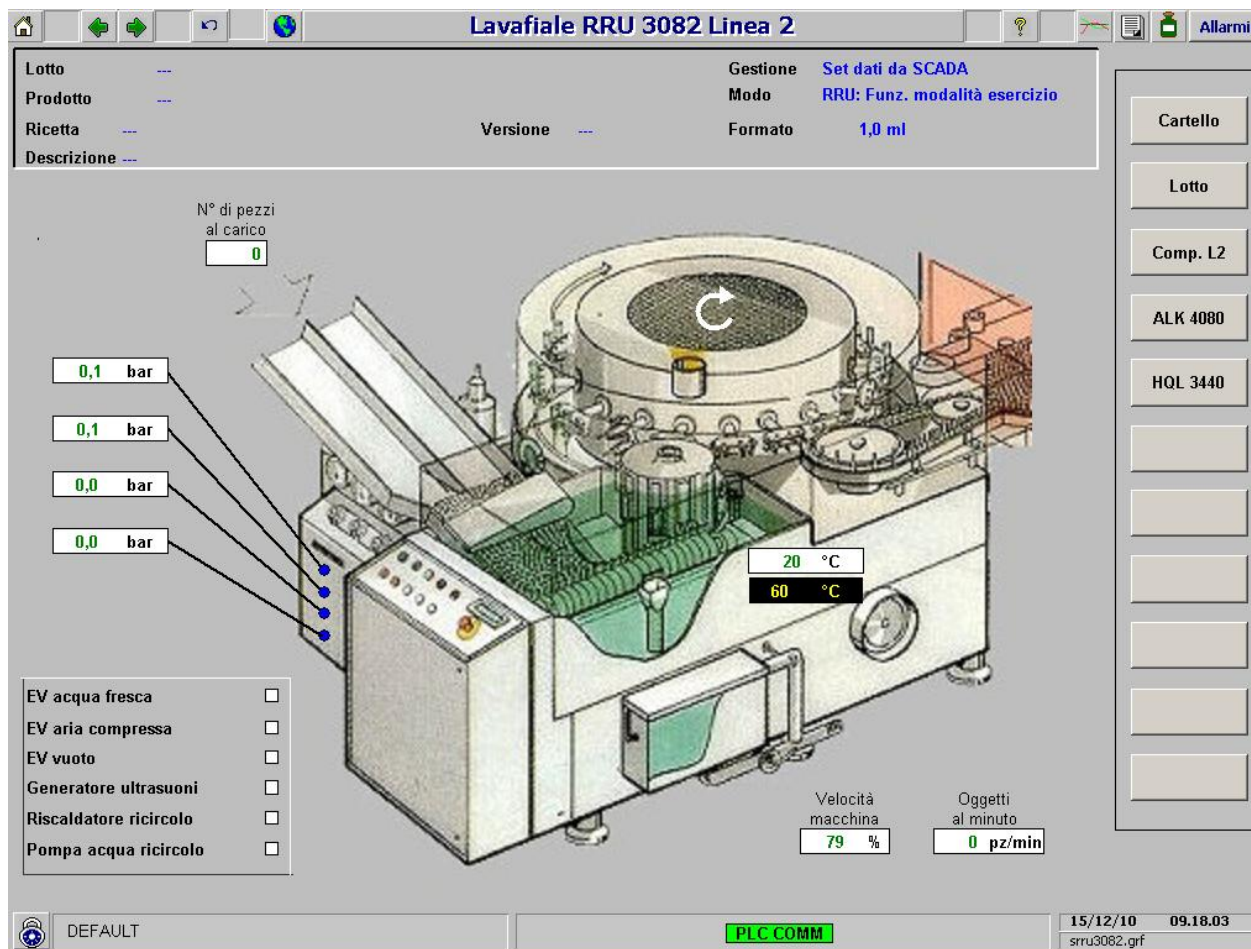 Lavafiale RRU 3082 Linea 2
Allarmi
Lotto ---
Gestione Set dati da SCADA
Prodotto ---
Modo RRU: Funz. modalità esercizio
Ricetta --- Versione --- Formato 1,0 ml
Descrizione ---
Cartello
Lotto
Comp. L2
ALK 4080
HQL 3440
N° di pezzi
al carico
0
0,1 bar
0,1 bar
0,0 bar
0,0 bar
20 °C
60 °C
EV acqua fresca
EV aria compressa
EV vuoto
Generatore ultrasuoni
Riscaldatore ricircolo
Pompa acqua ricircolo
Velocità
macchina
79 %
Oggetti
al minuto
0 pz/min
DEFAULT
PLC COMM
15/12/10 09.18.03
srru3082.grf